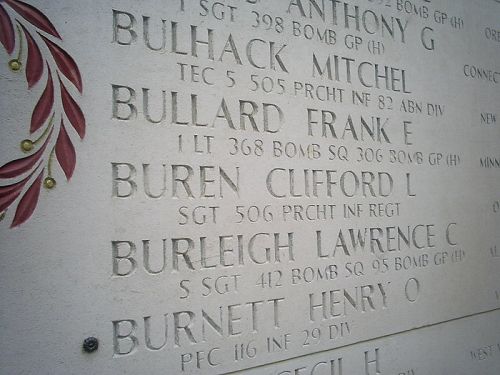 ANTHONY G
1 SGT 398 BOMB GP (H)
BULHACK MITCHEL CONNECT
TEC 5 505 PRCHT INF 82 ABN DIV
BULLARD FRANK E NEW
1 LT 368 BOMB SQ 306 BOMB GP (H)
BUREN CLIFFORD L
SGT 506 PRCHT INF REGT
BURLEIGH LAWRENCE C
S SGT 412 BOMB SQ 95 BOMB GP (H)
BURNETT HENRY O
PFC 116 INF 29 DIV
CECIL H WEST